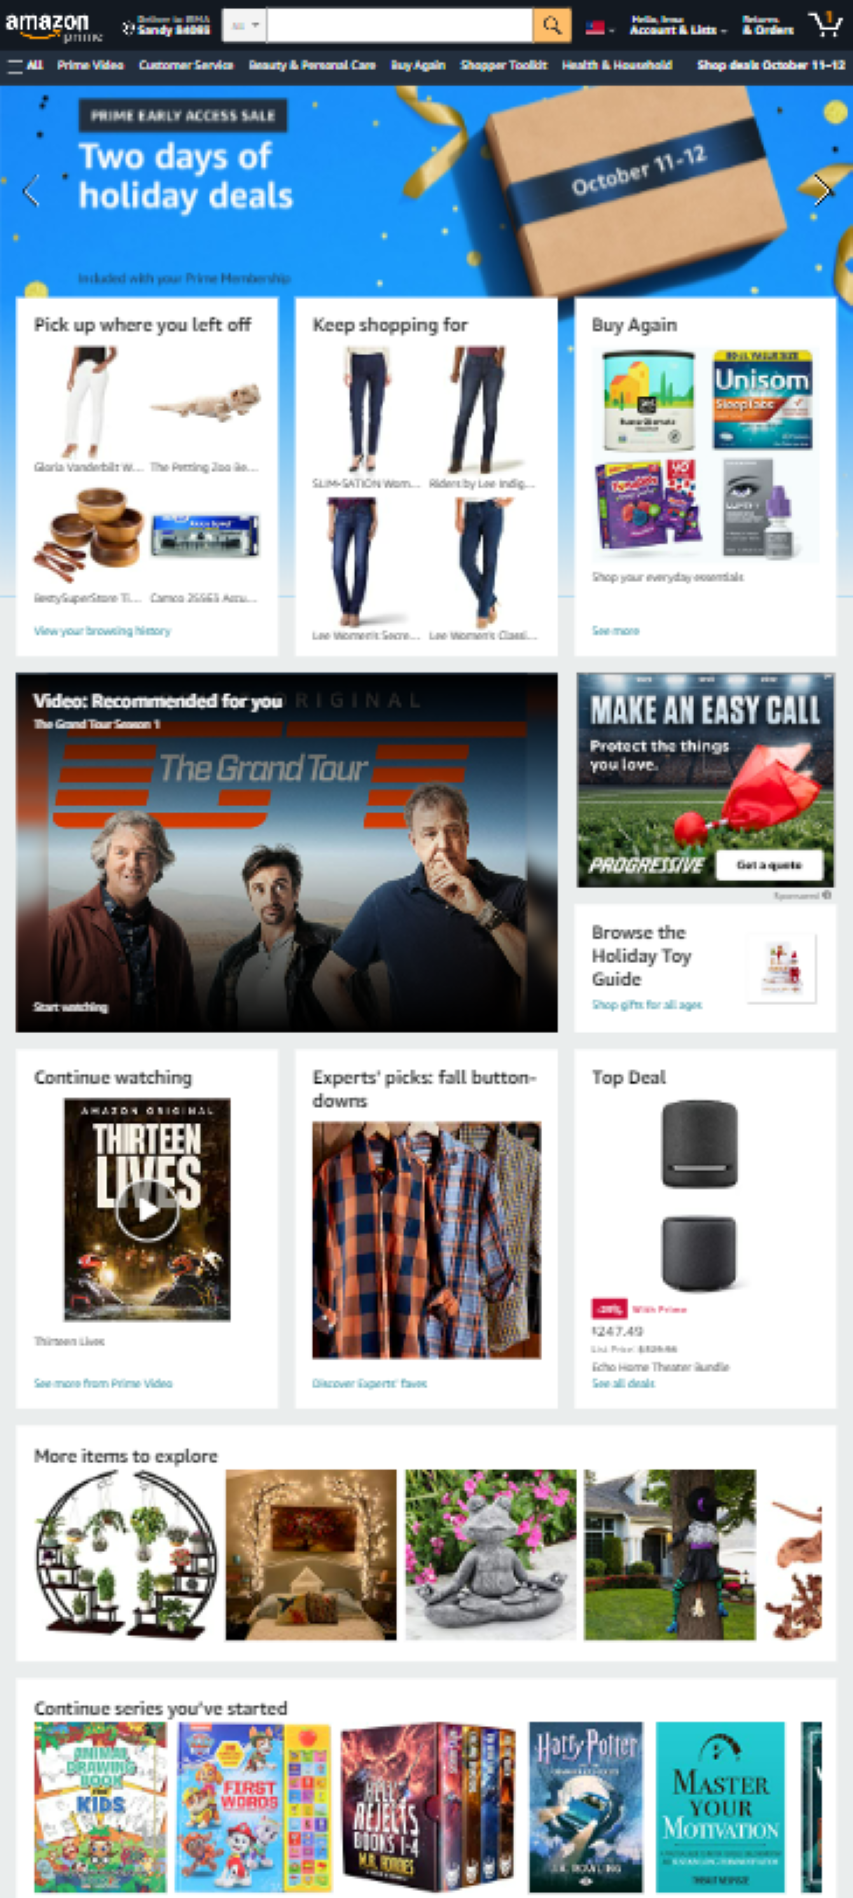 amazon
prime
Deliver to IRMA
Sandy 84093
All
Hello, Irma
Account & Lists
Returns
& Orders
1
All
Prime Video
Customer Service
Beauty & Personal Care
Buy Again
Shopper Toolkit
Health & Household
Shop deals October 11-12
PRIME EARLY ACCESS SALE
Two days of
holiday deals
October 11-12
Included with your Prime Membership
Pick up where you left off
Gloria Vanderbilt W...
The Petting Zoo Be...
BestySuperStore Ti...
Camco 25553 Accu...
View your browsing history
Keep shopping for
SLIM-SATION Wom...
Riders by Lee Indig...
Lee Women's Secre...
Lee Women's Classi...
Buy Again
80 ct. VALUE SIZE
Unisom
SleepTabs
Shop your everyday essentials
See more
Video: Recommended for you
ORIGINAL
The Grand Tour Season 1
The Grand Tour
Start watching
MAKE AN EASY CALL
Protect the things
you love.
PROGRESSIVE
Get a quote
Sponsored
Browse the
Holiday Toy
Guide
Shop gifts for all ages
Continue watching
AMAZON ORIGINAL
THIRTEEN
LIVES
Thirteen Lives
See more from Prime Video
Experts' picks: fall button-
downs
Discover Experts' faves
Top Deal
With Prime
$247.49
List Price:
Echo Home Theater Bundle
See all deals
More items to explore
Continue series you've started
ANIMAL
DRAWING
BOOK
FOR
KIDS
FIRST
WORDS
HELL'S
REJECTS
BOOKS 1-4
Harry Potter
J.K. ROWLING
MASTER
YOUR
MOTIVATION
THIBAUT MEURISSE